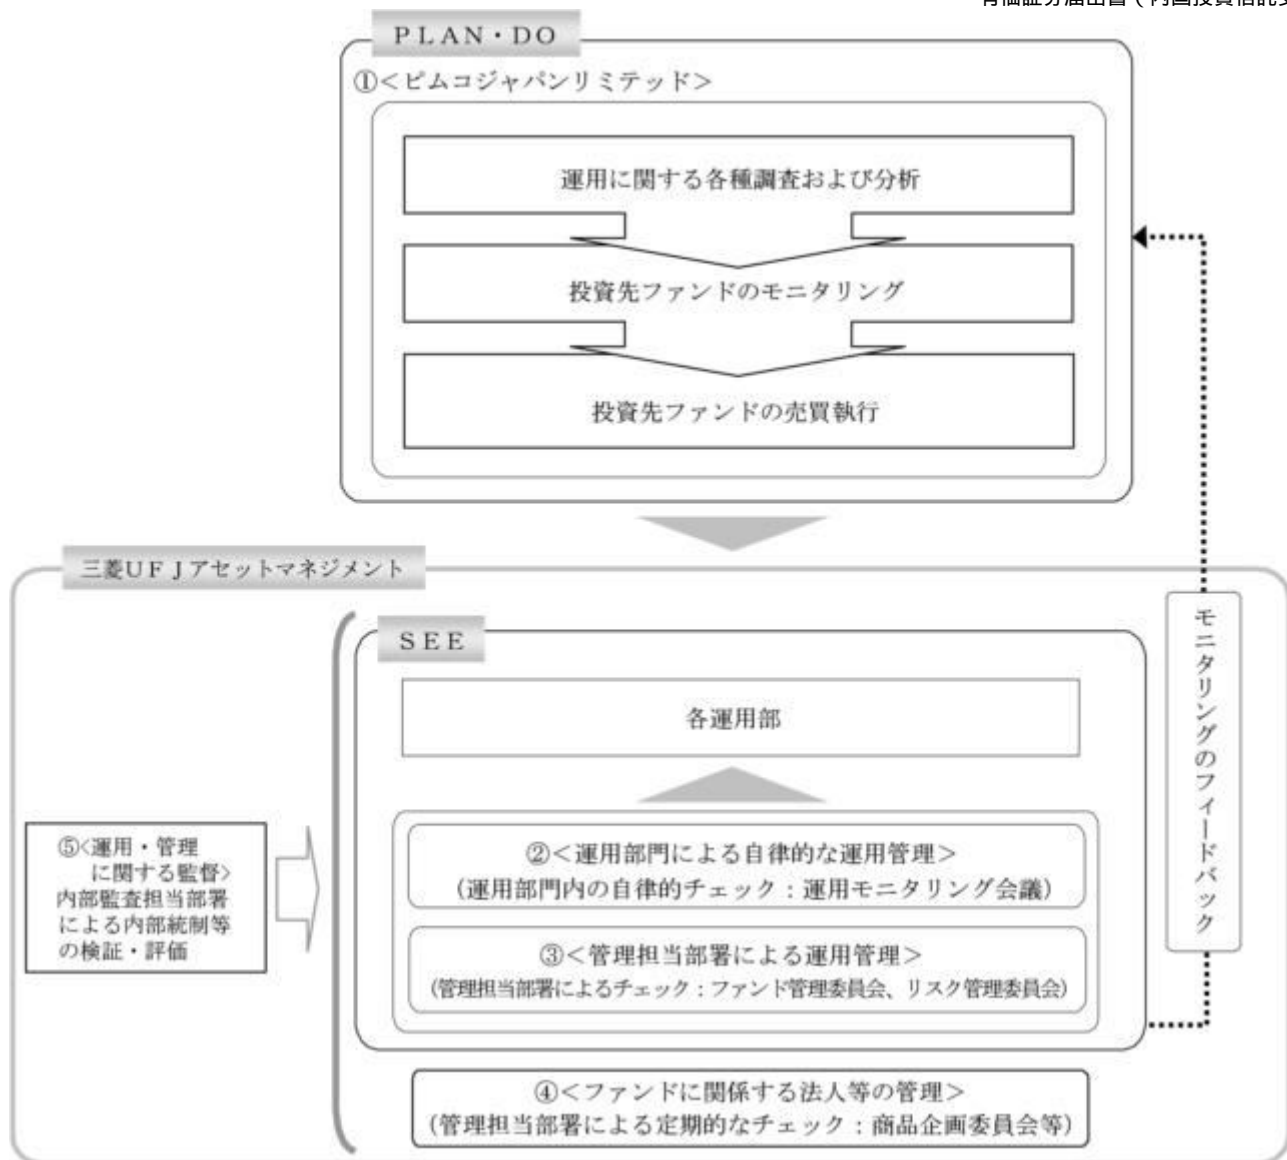 ＰＬＡＮ・ＤＯ
①＜ピムコジャパンリミテッド＞
運用に関する各種調査および分析
投資先ファンドのモニタリング
投資先ファンドの売買執行
三菱ＵＦＪアセットマネジメント
ＳＥＥ
各運用部
②＜運用部門による自律的な運用管理＞
（運用部門内の自律的チェック：運用モニタリング会議）
③＜管理担当部署による運用管理＞
（管理担当部署によるチェック：ファンド管理委員会、リスク管理委員会）
④＜ファンドに関係する法人等の管理＞
（管理担当部署による定期的なチェック：商品企画委員会等）
⑤＜運用・管理
に関する監督＞
内部監査担当部署
による内部統制等
の検証・評価
モニタリングのフィードバック